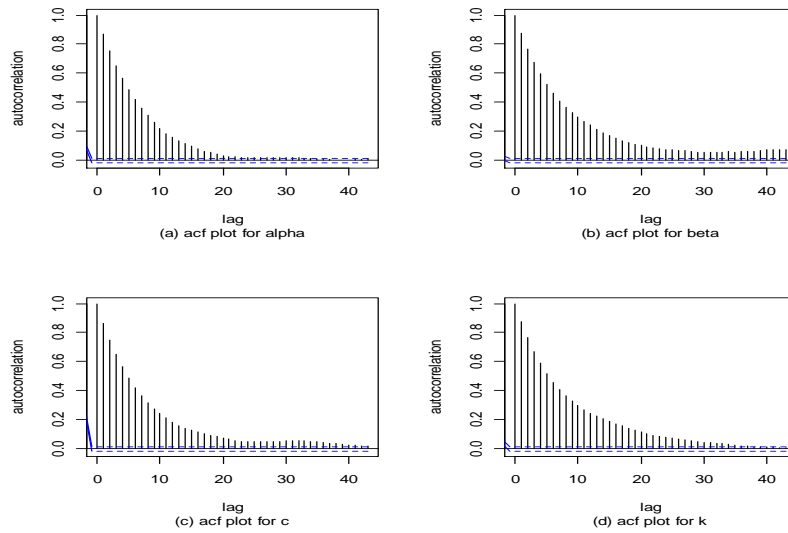 autocorrelation
0.0 0.2 0.4 0.6 0.8 1.0
0 10 20 30 40
lag
(a) acf plot for alpha
autocorrelation
0.0 0.2 0.4 0.6 0.8 1.0
0 10 20 30 40
lag
(b) acf plot for beta
autocorrelation
0.0 0.2 0.4 0.6 0.8 1.0
0 10 20 30 40
lag
(c) acf plot for c
autocorrelation
0.0 0.2 0.4 0.6 0.8 1.0
0 10 20 30 40
lag
(d) acf plot for k